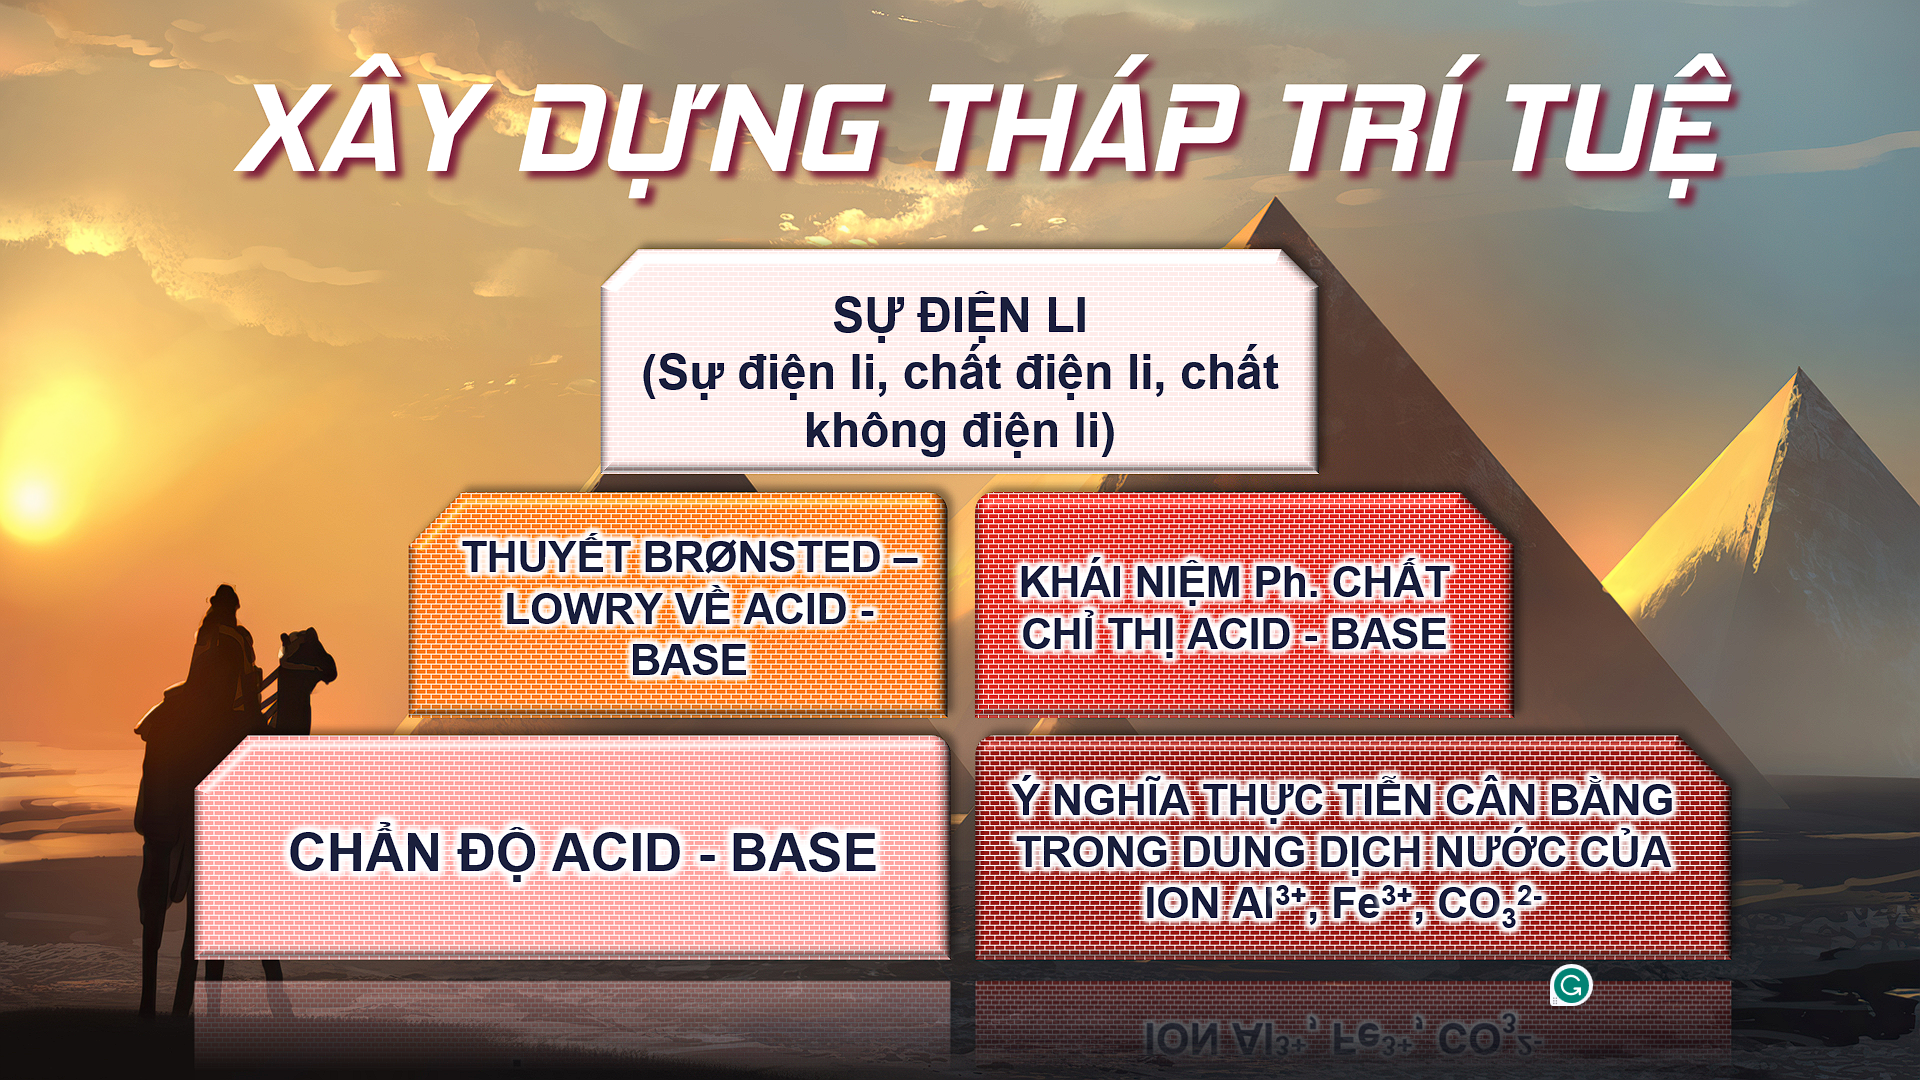 XÂY DỰNG THÁP TRÍ TUỆ
SỰ ĐIỆN LI
(Sự điện li, chất điện li, chất
không điện li)
THUYẾT BRØNSTED –
LOWRY VỀ ACID -
BASE
KHÁI NIỆM Ph. CHẤT
CHỈ THỊ ACID - BASE
CHẨN ĐỘ ACID - BASE
Ý NGHĨA THỰC TIỄN CÂN BẰNG
TRONG DUNG DỊCH NƯỚC CỦA
ION Al³⁺, Fe³⁺, CO₃²⁻